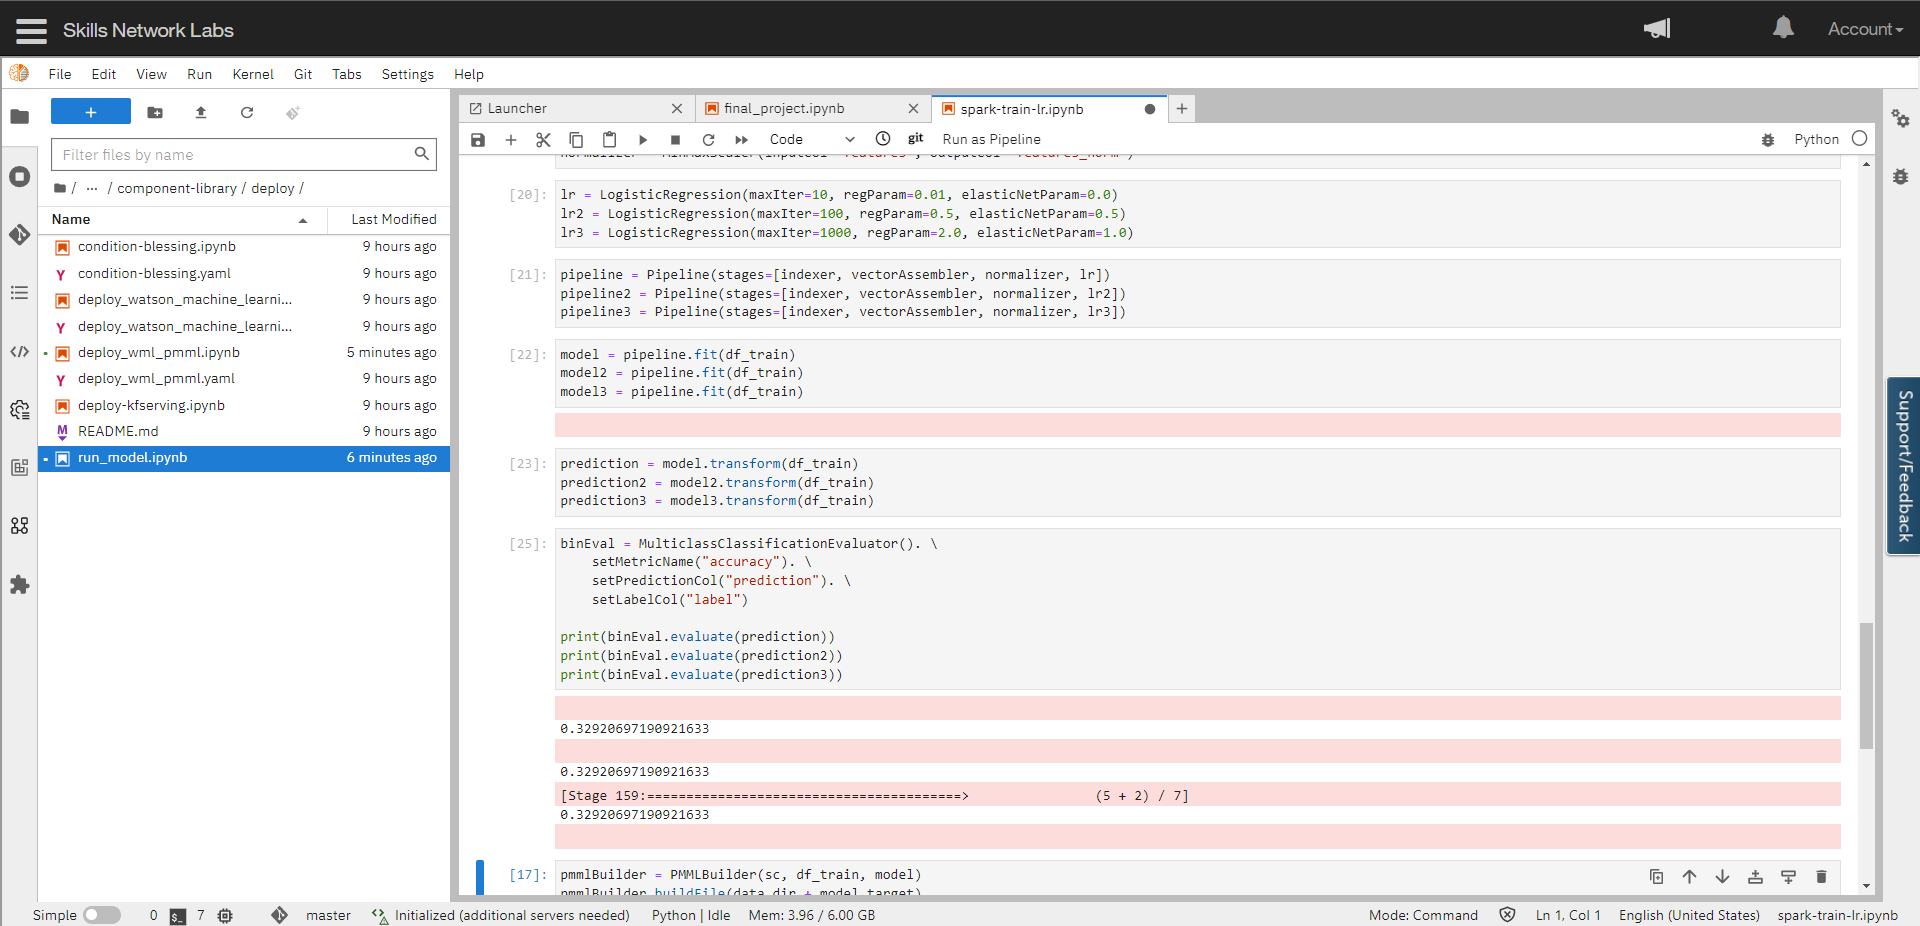 Skills Network Labs
Account
File Edit View Run Kernel Git Tabs Settings Help
+
Filter files by name
/ ··· / component-library / deploy /
Name Last Modified
condition-blessing.ipynb 9 hours ago
condition-blessing.yaml 9 hours ago
deploy_watson_machine_learni... 9 hours ago
deploy_watson_machine_learni... 9 hours ago
deploy_wml_pmml.ipynb 5 minutes ago
deploy_wml_pmml.yaml 9 hours ago
deploy-kfserving.ipynb 9 hours ago
README.md 9 hours ago
run_model.ipynb 6 minutes ago
Launcher final_project.ipynb spark-train-lr.ipynb
Code git Run as Pipeline Python
normalizer = MinMaxScaler(inputCol="features", outputCol="features_norm")
[20]: lr = LogisticRegression(maxIter=10, regParam=0.01, elasticNetParam=0.0)
lr2 = LogisticRegression(maxIter=100, regParam=0.5, elasticNetParam=0.5)
lr3 = LogisticRegression(maxIter=1000, regParam=2.0, elasticNetParam=1.0)
[21]: pipeline = Pipeline(stages=[indexer, vectorAssembler, normalizer, lr])
pipeline2 = Pipeline(stages=[indexer, vectorAssembler, normalizer, lr2])
pipeline3 = Pipeline(stages=[indexer, vectorAssembler, normalizer, lr3])
[22]: model = pipeline.fit(df_train)
model2 = pipeline.fit(df_train)
model3 = pipeline.fit(df_train)
[23]: prediction = model.transform(df_train)
prediction2 = model2.transform(df_train)
prediction3 = model3.transform(df_train)
[25]: binEval = MulticlassClassificationEvaluator(). \
setMetricName("accuracy"). \
setPredictionCol("prediction"). \
setLabelCol("label")
print(binEval.evaluate(prediction))
print(binEval.evaluate(prediction2))
print(binEval.evaluate(prediction3))
0.32920697190921633
0.32920697190921633
[Stage 159:========================================> (5 + 2) / 7]
0.32920697190921633
[17]: pmmlBuilder = PMMLBuilder(sc, df_train, model)
pmmlBuilder.buildFile(data_dir + model_target)
Support/Feedback
Simple 0 7 master Initialized (additional servers needed) Python | Idle Mem: 3.96 / 6.00 GB Mode: Command Ln 1, Col 1 English (United States) spark-train-lr.ipynb